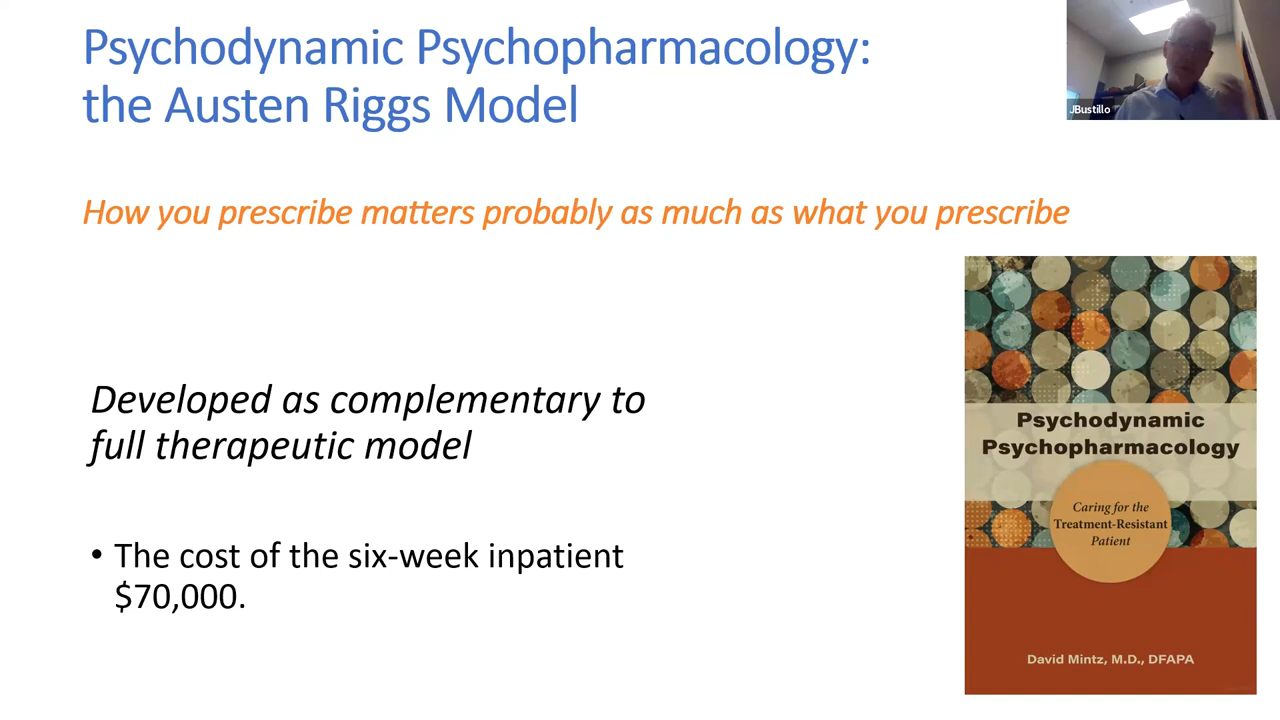 Psychodynamic Psychopharmacology:
the Austen Riggs Model
JBustillo
How you prescribe matters probably as much as what you prescribe
Developed as complementary to
full therapeutic model
• The cost of the six-week inpatient
$70,000.
Psychodynamic
Psychopharmacology
Caring for the
Treatment-Resistant
Patient
David Mintz, M.D., DFAPA